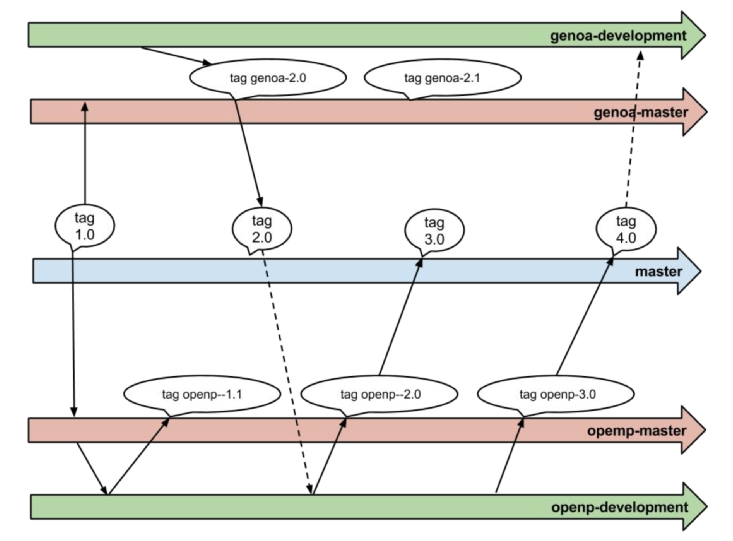 genoa-development
tag genoa-2.0
tag genoa-2.1
genoa-master
tag
1.0
tag
2.0
tag
3.0
tag
4.0
master
tag openp--1.1
tag openp--2.0
tag openp-3.0
opemp-master
openp-development